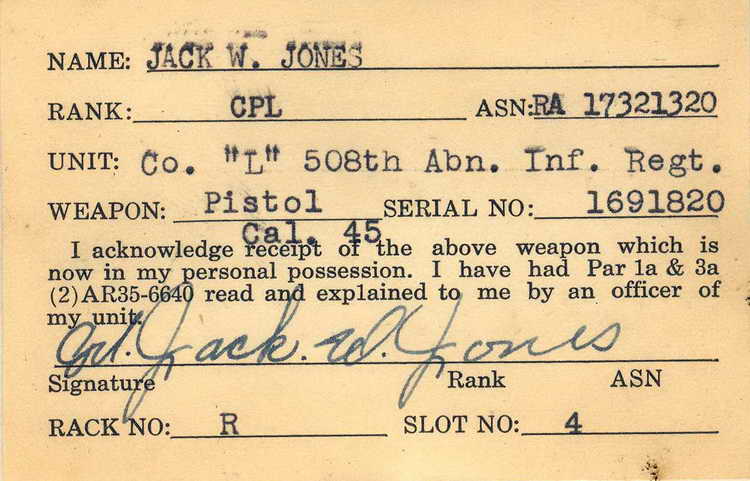 NAME: JACK W. JONES
RANK: CPL ASN: RA 17321320
UNIT: Co. "L" 508th Abn. Inf. Regt.
WEAPON: Pistol SERIAL NO: 1691820
Cal. 45
I acknowledge receipt of the above weapon which is
now in my personal possession. I have had Par 1a & 3a
(2)AR35-6640 read and explained to me by an officer of
my unit.
Cpl. Jack W. Jones
Signature Rank ASN
RACK NO: R SLOT NO: 4